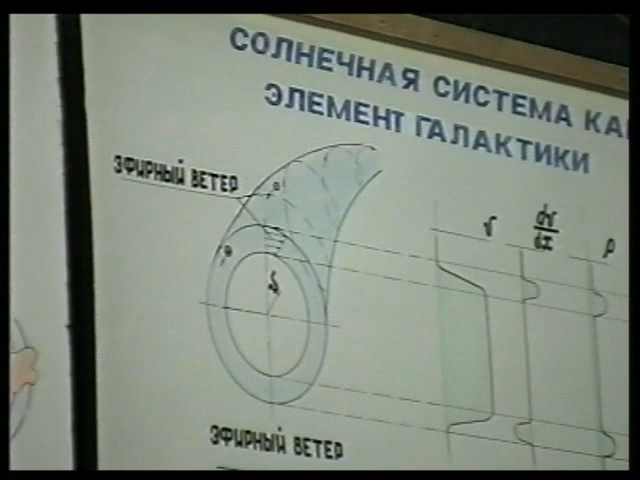 СОЛНЕЧНАЯ СИСТЕМА КА
ЭЛЕМЕНТ ГАЛАКТИКИ
ЭФИРНЫЙ ВЕТЕР
ЭФИРНЫЙ ВЕТЕР